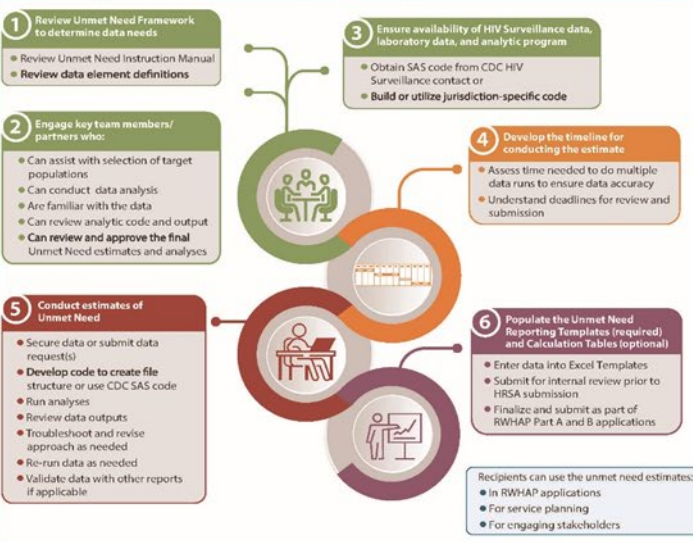 1
Review Unmet Need Framework
to determine data needs
Review Unmet Need Instruction Manual
Review data element definitions
2
Engage key team members/
partners who:
Can assist with selection of target
populations
Can conduct data analysis
Are familiar with the data
Can review analytic code and output
Can review and approve the final
Unmet Need estimates and analyses
3
Ensure availability of HIV Surveillance data,
laboratory data, and analytic program
Obtain SAS code from CDC HIV
Surveillance contact or
Build or utilize jurisdiction-specific code
4
Develop the timeline for
conducting the estimate
Assess time needed to do multiple
data runs to ensure data accuracy
Understand deadlines for review and
submission
5
Conduct estimates of
Unmet Need
Secure data or submit data
request(s)
Develop code to create file
structure or use CDC SAS code
Run analyses
Review data outputs
Troubleshoot and revise
approach as needed
Re-run data as needed
Validate data with other reports
if applicable
6
Populate the Unmet Need
Reporting Templates (required)
and Calculation Tables (optional)
Enter data into Excel Templates
Submit for internal review prior to
HRSA submission
Finalize and submit as part of
RWHAP Part A and B applications
Recipients can use the unmet need estimates:
In RWHAP applications
For service planning
For engaging stakeholders